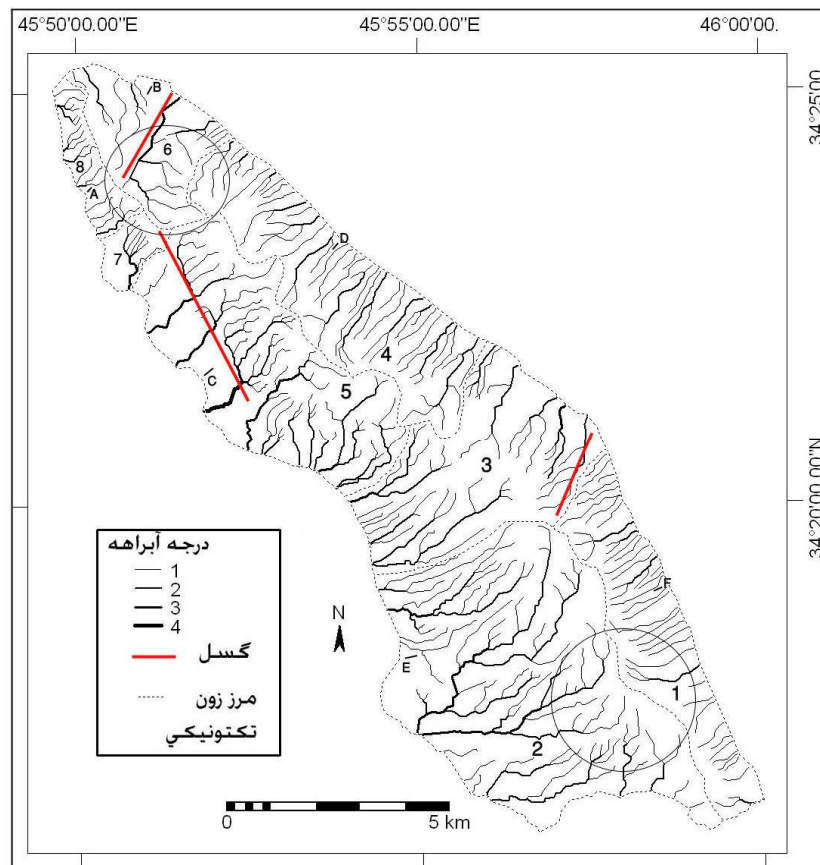 45°50'00.00"E
45°55'00.00"E
46°00'00.
34°25'00
34°20'00.00"N
B
6
8
A
7
D
C
4
5
3
F
E
1
2
درجه آبراهه
1
2
3
4
گسل
مرز زون
تکتونيکي
N
0
5 km